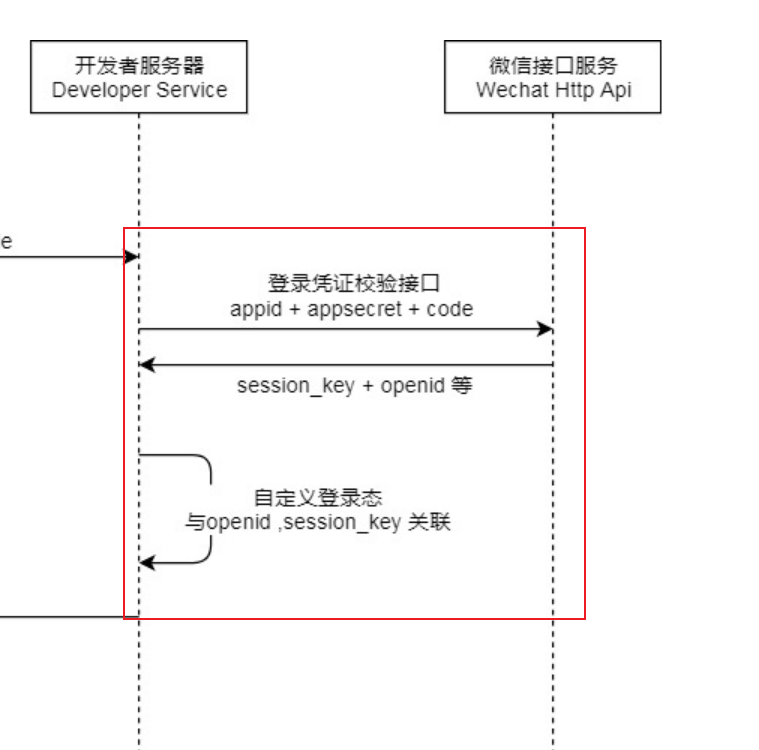 开发者服务器
Developer Service
微信接口服务
Wechat Http Api
e
登录凭证校验接口
appid + appsecret + code
session_key + openid 等
自定义登录态
与openid ,session_key 关联